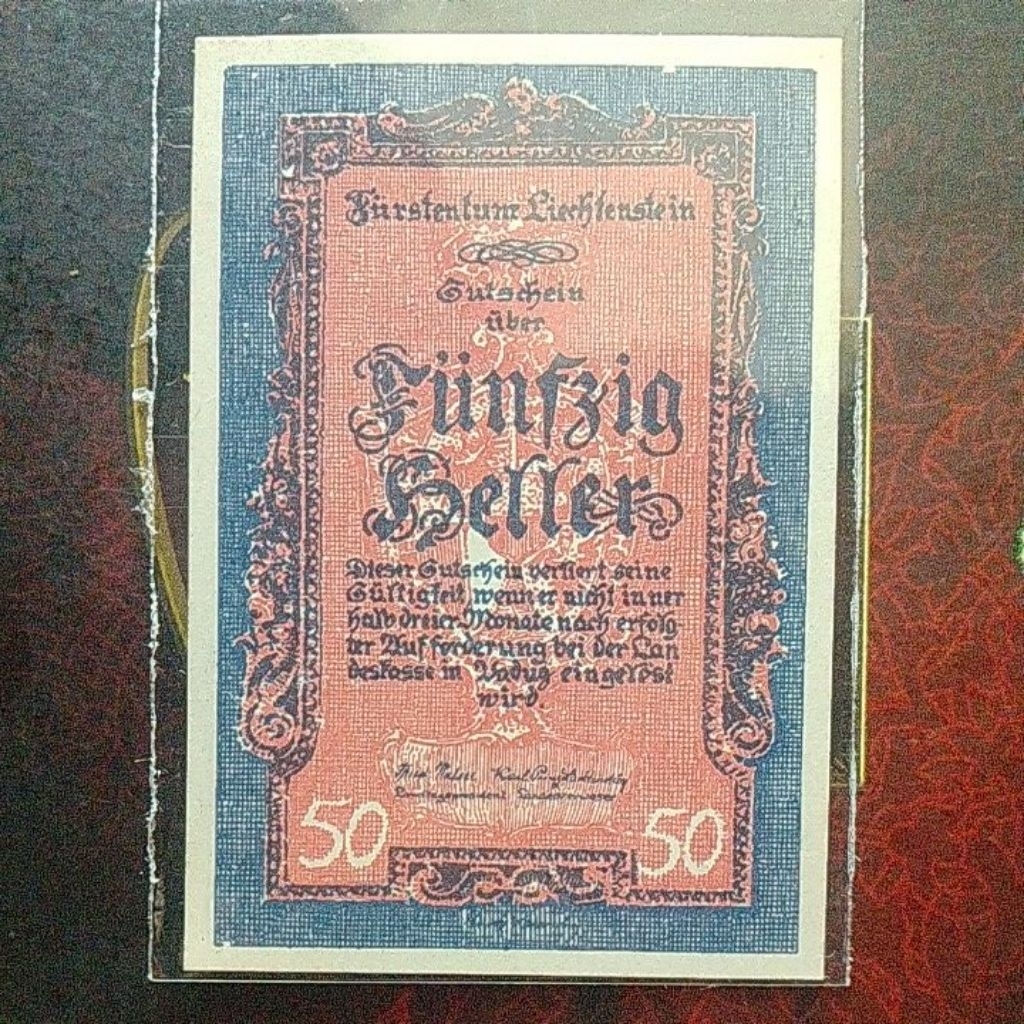 Fürstentum Liechtenstein
Gutschein
über
Fünfzig
Heller
Dieser Gutschein verliert seine
Gültigkeit wenn er nicht inner
halb dreier Monate nach erfolg
ter Aufforderung bei der Lan
deskasse in Vaduz eingelöst
wird
50 50